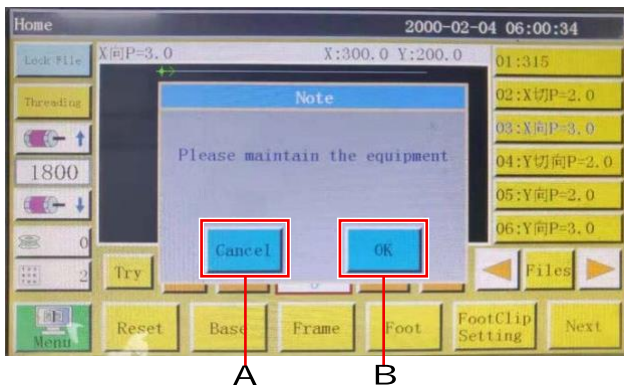 Home 2000-02-04 06:00:34
Lock File
X向P=3.0 X:300.0 Y:200.0
01:315
Threading
Note
02:X切P=2.0
03:X向P=3.0
Please maintain the equipment
04:Y切向P=2.0
1800
05:Y向P=2.0
06:Y向P=3.0
0
Cancel OK
2
Try
Files
Menu
Reset Base Frame Foot FootClip Setting Next
A B